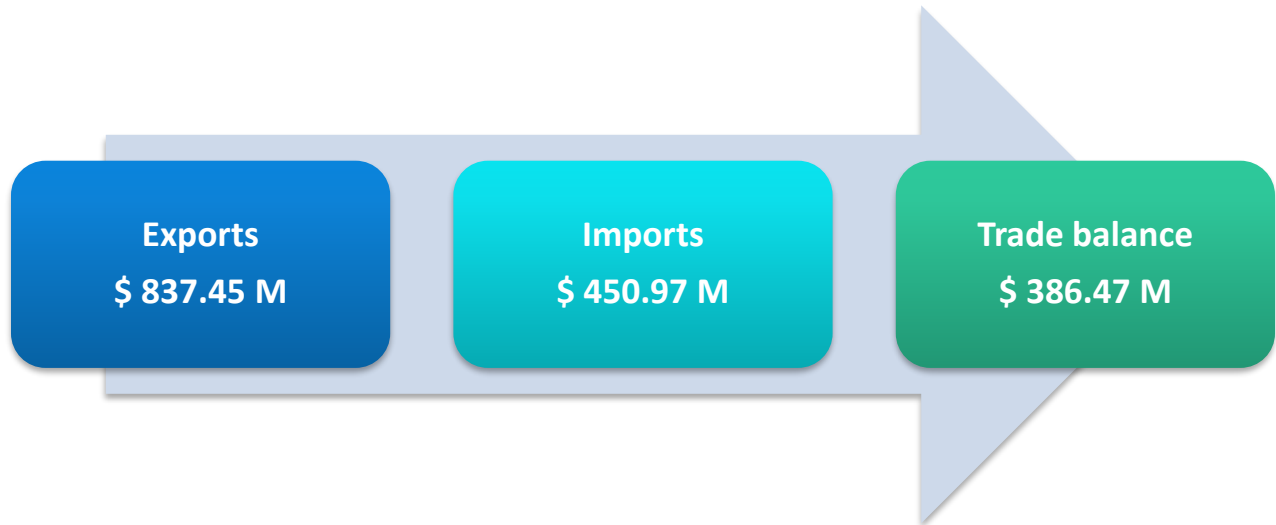 Exports
$ 837.45 M
Imports
$ 450.97 M
Trade balance
$ 386.47 M